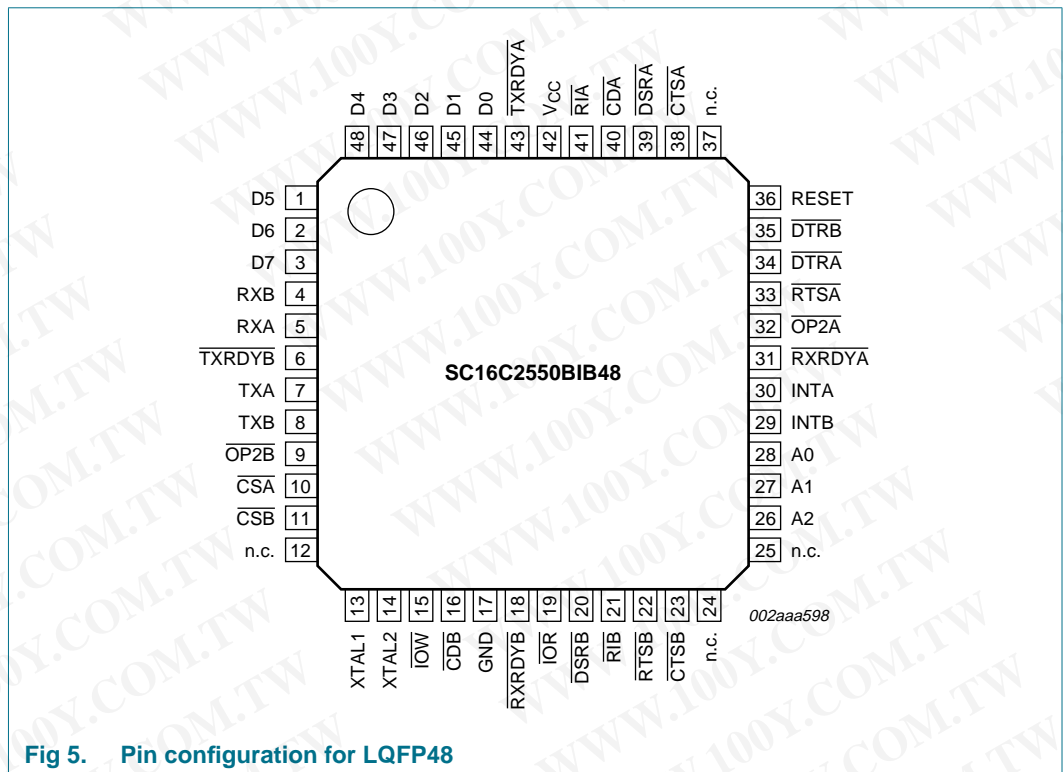 TXRDYA
D4 D3 D2 D1 D0 VCC RIA CDA DSRA CTSA n.c.
48 47 46 45 44 43 42 41 40 39 38 37
D5 1
D6 2
D7 3
RXB 4
RXA 5
TXRDYB 6
TXA 7
TXB 8
OP2B 9
CSA 10
CSB 11
n.c. 12
SC16C2550BIB48
36 RESET
35 DTRB
34 DTRA
33 RTSA
32 OP2A
31 RXRDYA
30 INTA
29 INTB
28 A0
27 A1
26 A2
25 n.c.
13 14 15 16 17 18 19 20 21 22 23 24
XTAL1 XTAL2 IOW CDB GND RXRDYB IOR DSRB RIB RTSB CTSB n.c.
002aaa598
Fig 5. Pin configuration for LQFP48
WWW.100Y.COM.TW